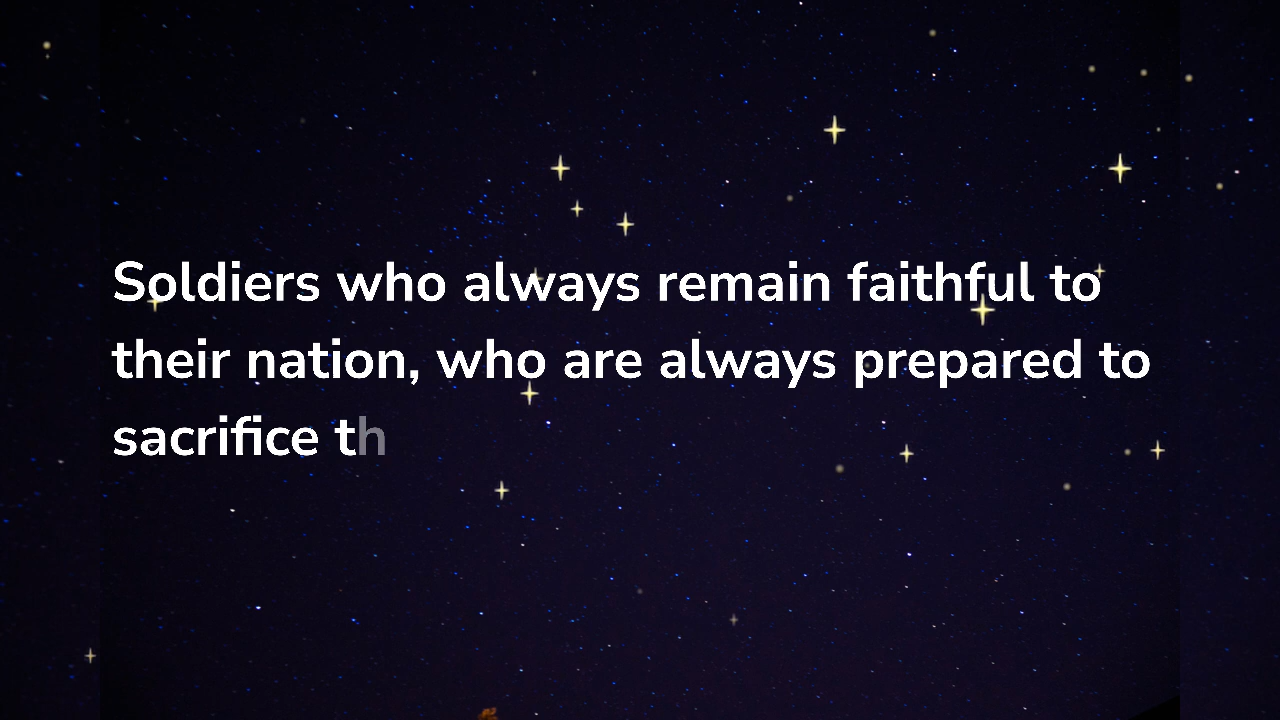 Soldiers who always remain faithful to
their nation, who are always prepared to
sacrifice th